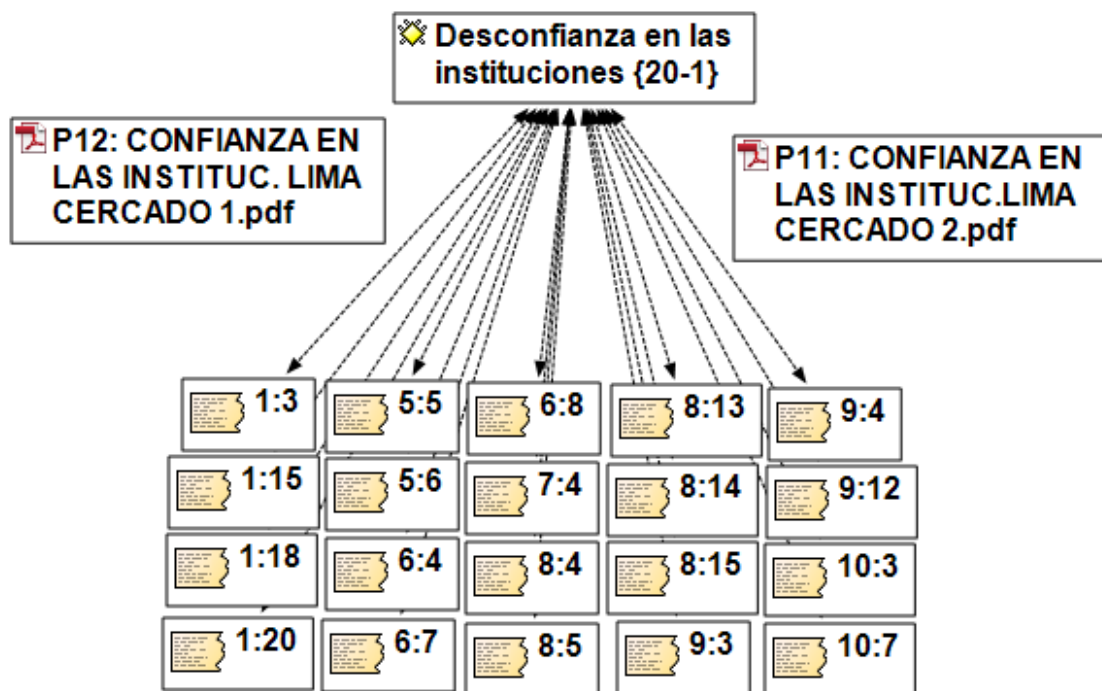 Desconfianza en las
instituciones {20-1}
P12: CONFIANZA EN
LAS INSTITUC. LIMA
CERCADO 1.pdf
P11: CONFIANZA EN
LAS INSTITUC.LIMA
CERCADO 2.pdf
1:3
5:5
6:8
8:13
9:4
1:15
5:6
7:4
8:14
9:12
1:18
6:4
8:4
8:15
10:3
1:20
6:7
8:5
9:3
10:7